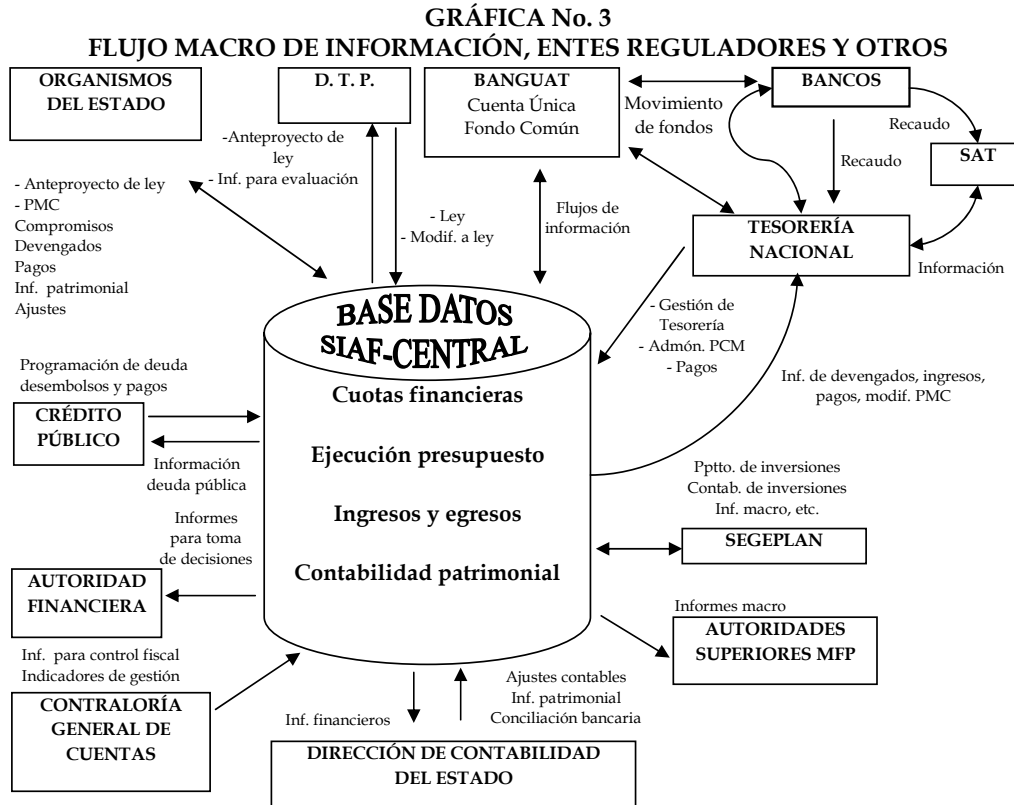 GRÁFICA No. 3
FLUJO MACRO DE INFORMACIÓN, ENTES REGULADORES Y OTROS
ORGANISMOS
DEL ESTADO
D. T. P.
BANGUAT
Cuenta Única
Fondo Común
Movimiento
de fondos
BANCOS
Recaudo
Recaudo
SAT
-Anteproyecto de
ley
- Inf. para evaluación
- Anteproyecto de ley
- PMC
Compromisos
Devengados
Pagos
Inf. patrimonial
Ajustes
- Ley
- Modif. a ley
Flujos de
información
TESORERÍA
NACIONAL
Información
BASE DATOS
SIAF-CENTRAL
- Gestión de
Tesorería
- Admón. PCM
- Pagos
Inf. de devengados, ingresos,
pagos, modif. PMC
Programación de deuda
desembolsos y pagos
CRÉDITO
PÚBLICO
Información
deuda pública
Cuotas financieras
Ejecución presupuesto
Ingresos y egresos
Contabilidad patrimonial
Pptto. de inversiones
Contab. de inversiones
Inf. macro, etc.
SEGEPLAN
Informes
para toma
de decisiones
AUTORIDAD
FINANCIERA
Informes macro
AUTORIDADES
SUPERIORES MFP
Inf. para control fiscal
Indicadores de gestión
CONTRALORÍA
GENERAL DE
CUENTAS
Inf. financieros
Ajustes contables
Inf. patrimonial
Conciliación bancaria
DIRECCIÓN DE CONTABILIDAD
DEL ESTADO